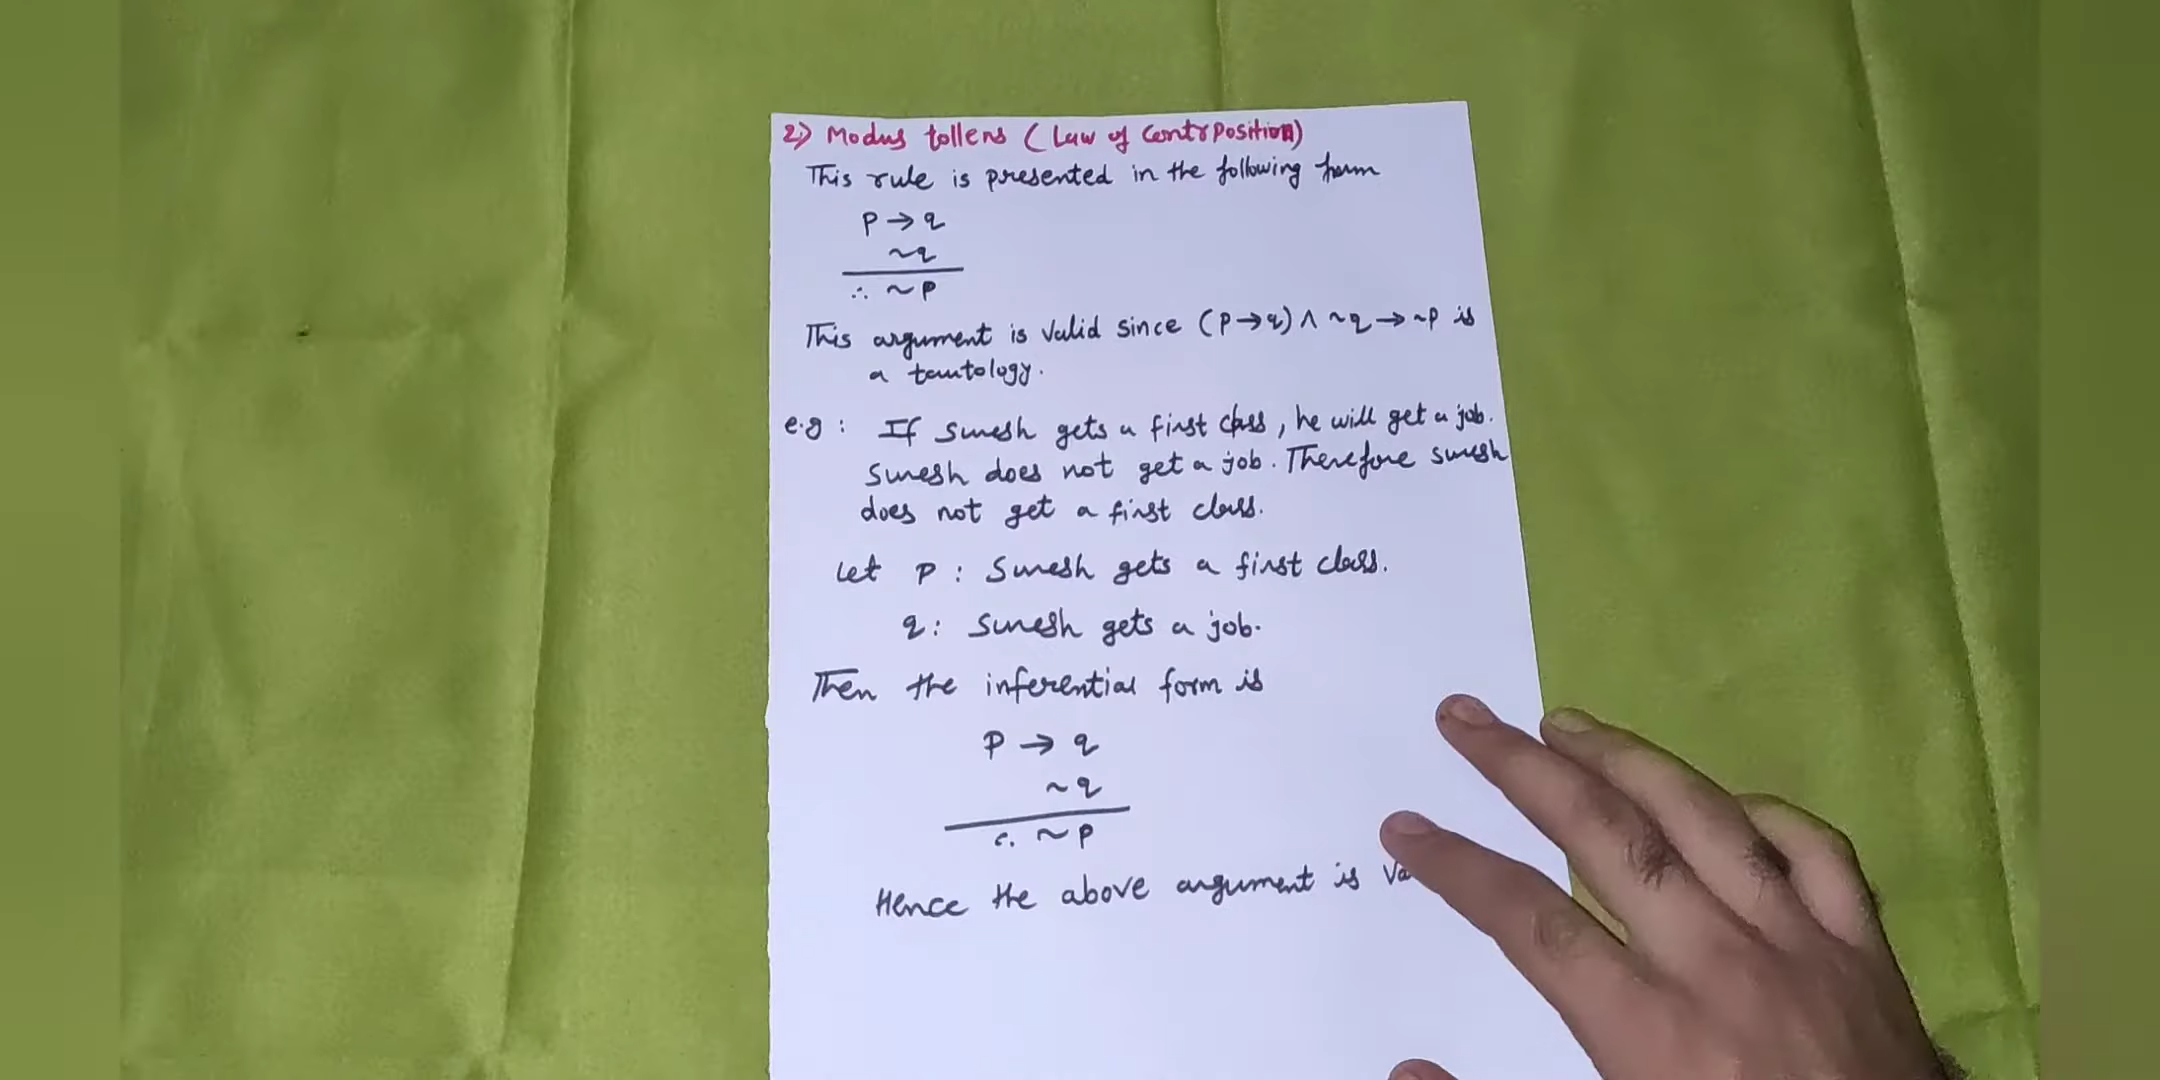 2) Modus tollens (Law of Contrposition)
This rule is presented in the following form
P → q
~q
∴ ~P
This argument is valid since (P→q) ∧ ~q → ~P is
a tautology.
e.g : If Suresh gets a first class, he will get a job.
Suresh does not get a job. Therefore suresh
does not get a first class.
Let P : Suresh gets a first class.
q : Suresh gets a job.
Then the inferential form is
P → q
~q
∴ ~P
Hence the above argument is